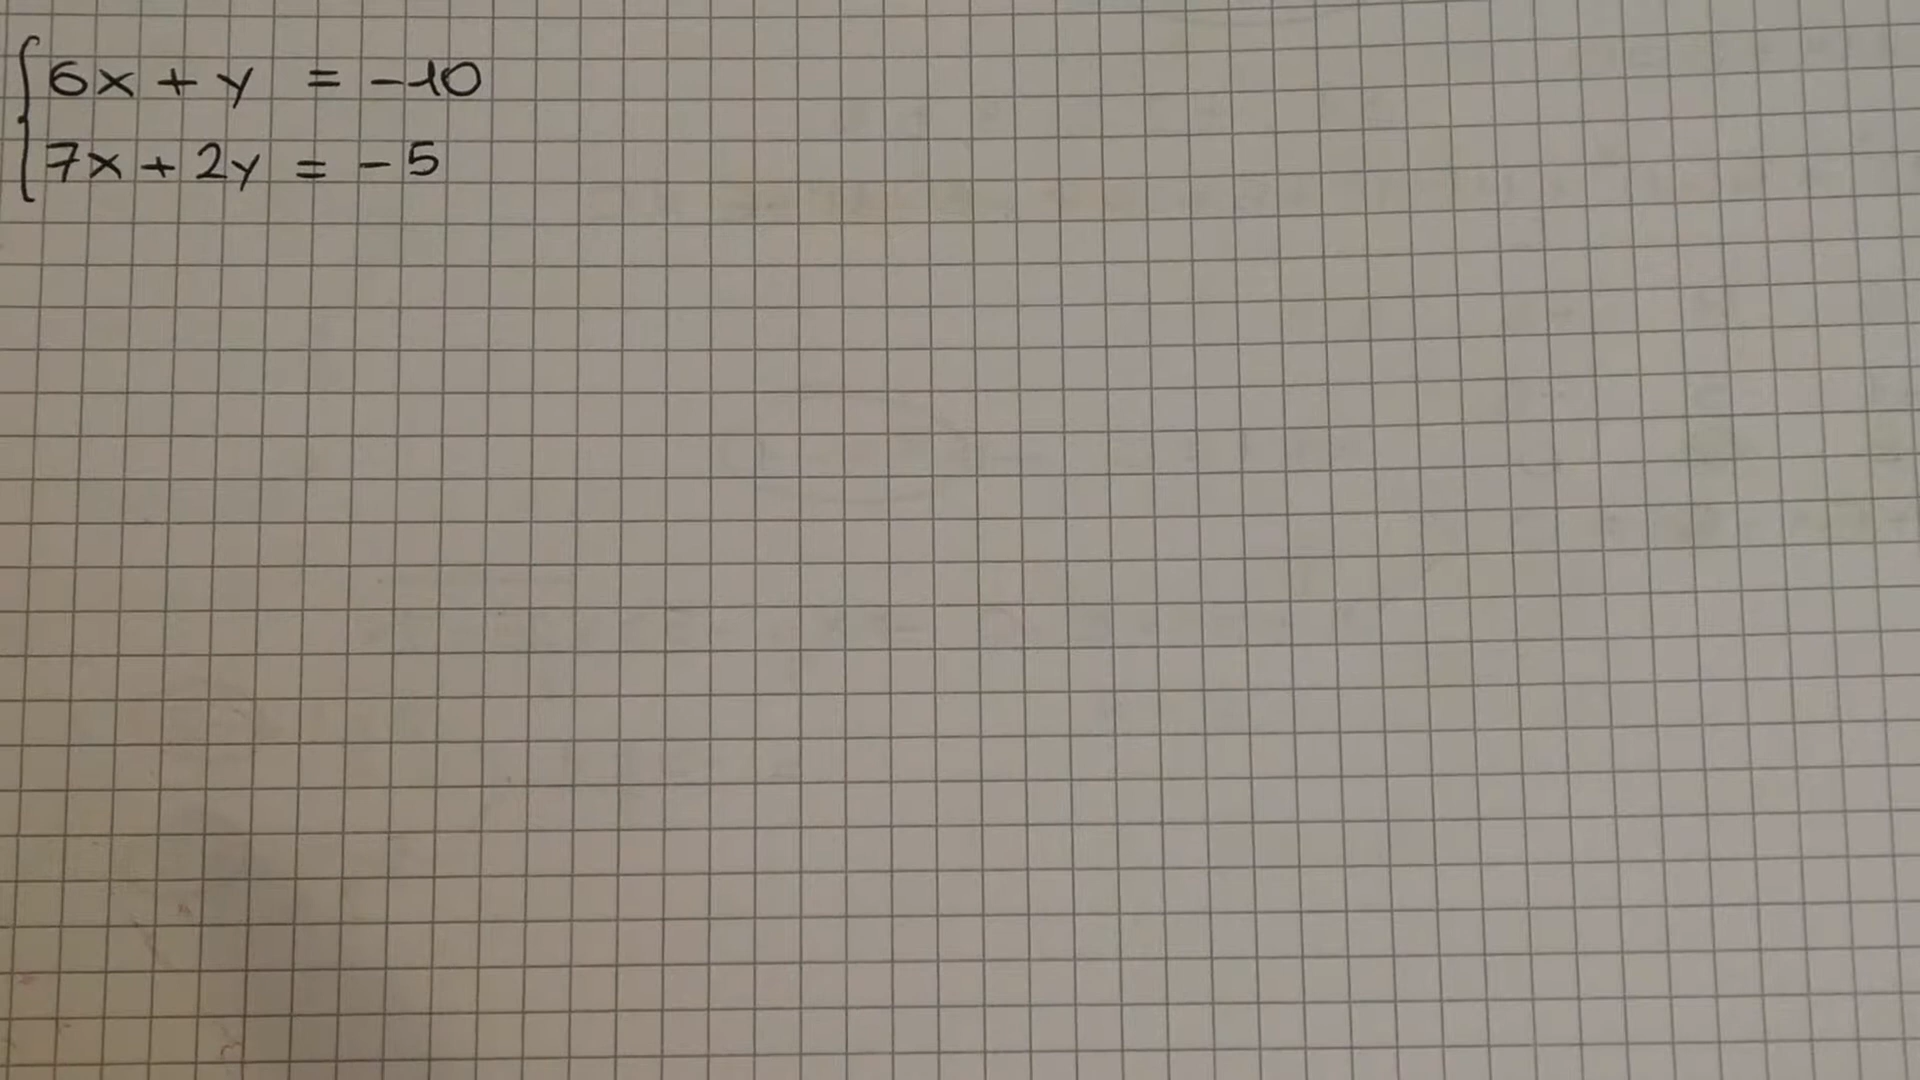 6x + y = -10
7x + 2y = -5